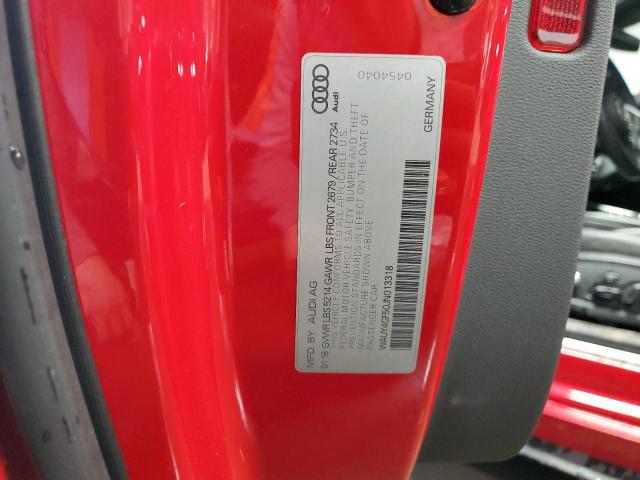 MFD. BY AUDI AG
0118 GVWR LBS 5214 GAWR LBS FRONT 2679 / REAR 2734
THIS VEHICLE CONFORMS TO ALL APPLICABLE U.S.
FEDERAL MOTOR VEHICLE SAFETY, BUMPER AND THEFT
PREVENTION STANDARDS IN EFFECT ON THE DATE OF
MANUFACTURE SHOWN ABOVE
PASSENGER CAR
WAUY4GF50JN013318
Audi
0454040
GERMANY